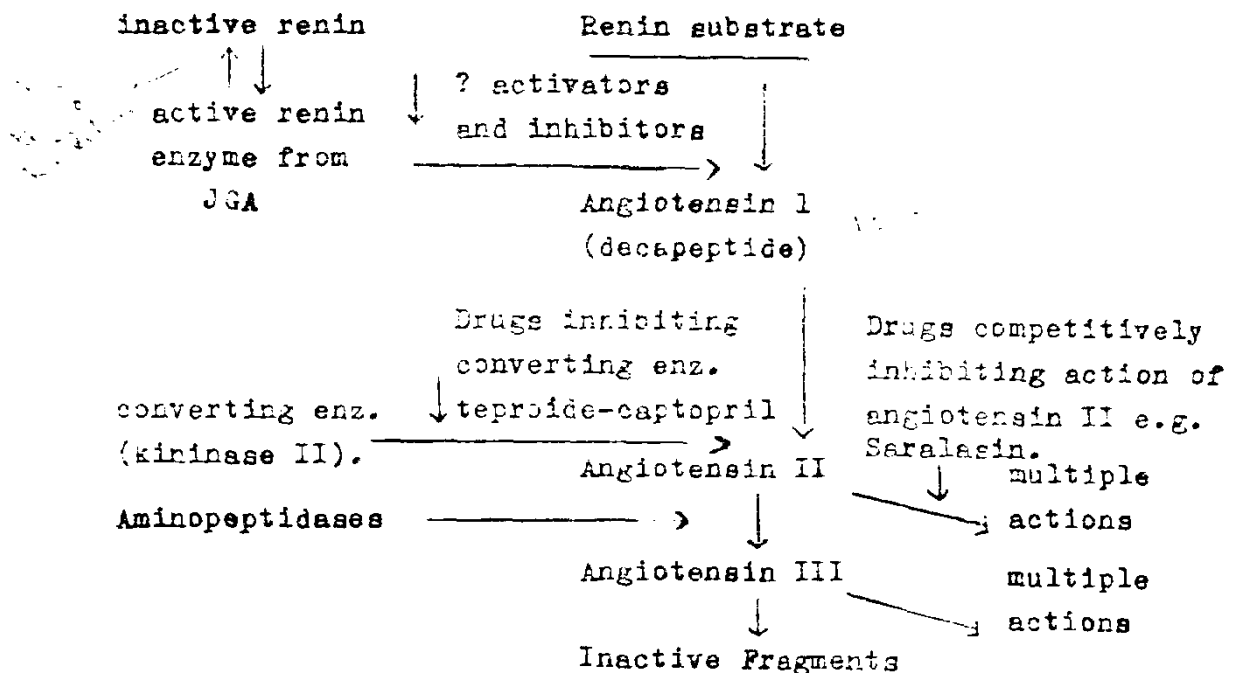 inactive renin
Renin substrate
? activators
and inhibitors
active renin
enzyme from
JGA
Angiotensin 1
(decapeptide)
Drugs inhibiting
converting enz.
teproide-captopril
Drugs competitively
inhibiting action of
angiotensin II e.g.
Saralasin.
converting enz.
(kininase II).
Angiotensin II
multiple
actions
Aminopeptidases
Angiotensin III
multiple
actions
Inactive Fragments